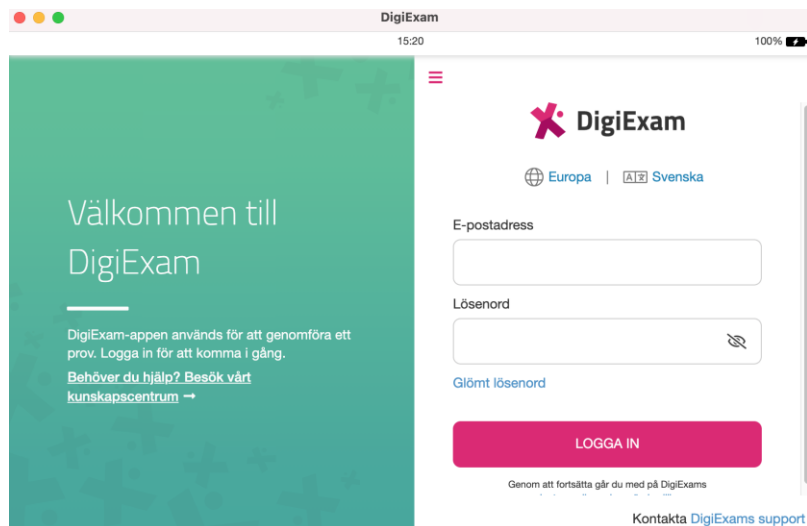 DigiExam
15:20
100%
Välkommen till
DigiExam
DigiExam-appen används för att genomföra ett
prov. Logga in för att komma i gång.
Behöver du hjälp? Besök vårt
kunskapscentrum →
DigiExam
Europa | Svenska
E-postadress
Lösenord
Glömt lösenord
LOGGA IN
Genom att fortsätta går du med på DigiExams
Kontakta DigiExams support